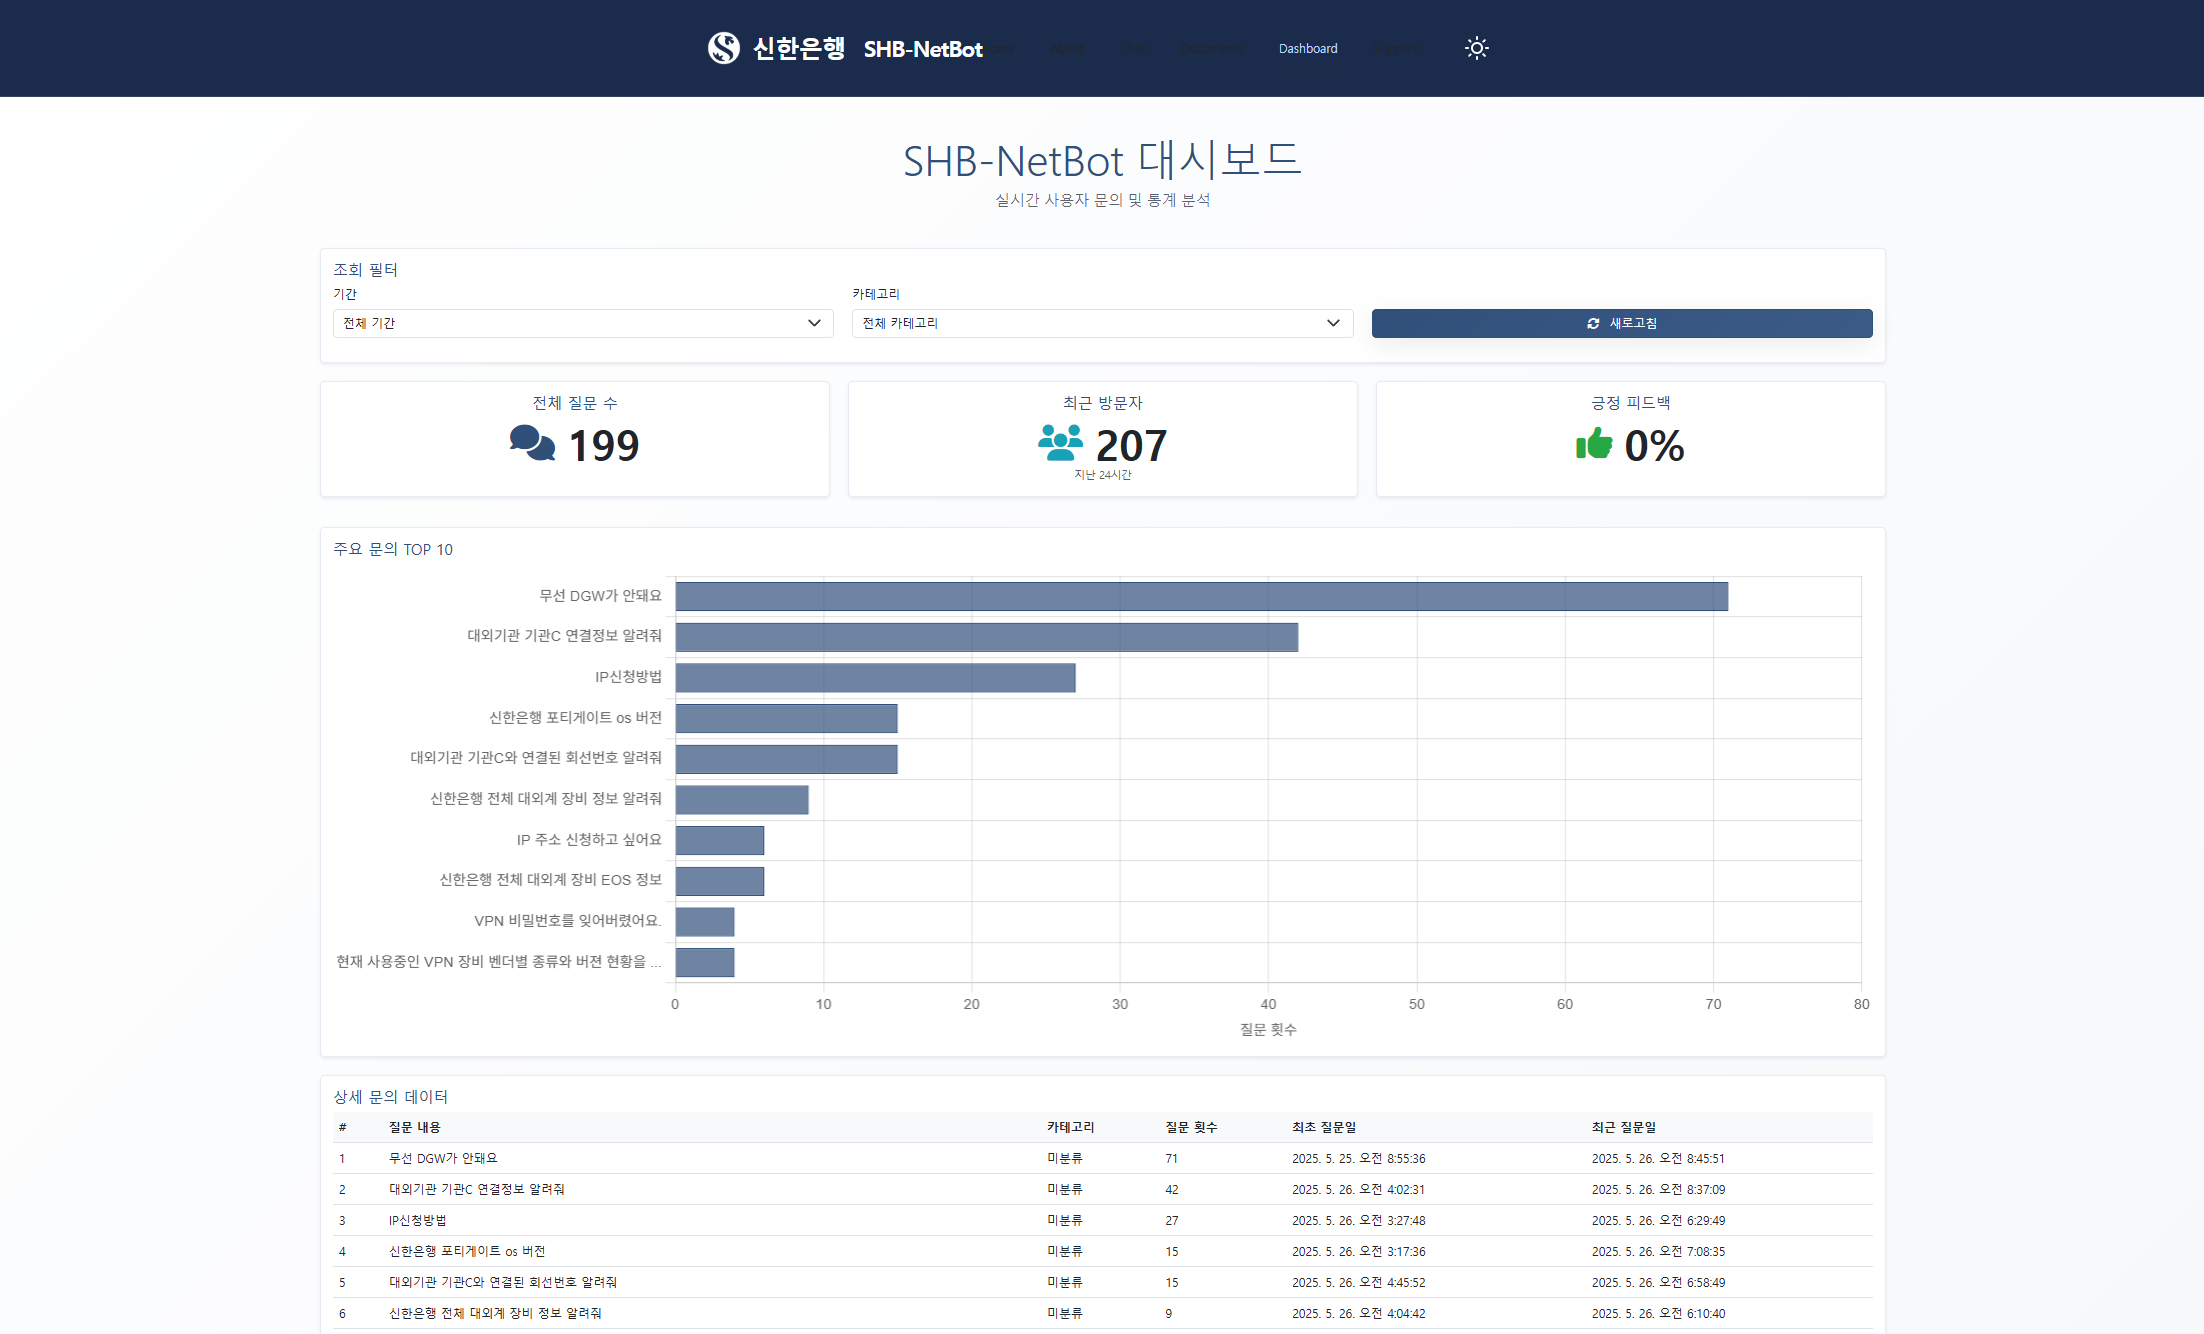 신한은행 SHB-NetBot About Chat Documents Dashboard Support
SHB-NetBot 대시보드
실시간 사용자 문의 및 통계 분석
조회 필터
기간
카테고리
전체 기간
전체 카테고리
새로고침
전체 질문 수
199
최근 방문자
207
지난 24시간
긍정 피드백
0%
주요 문의 TOP 10
무선 DGW가 안돼요
대외기관 기관C 연결정보 알려줘
IP신청방법
신한은행 포티게이트 os 버전
대외기관 기관C와 연결된 회선번호 알려줘
신한은행 전체 대외계 장비 정보 알려줘
IP 주소 신청하고 싶어요
신한은행 전체 대외계 장비 EOS 정보
VPN 비밀번호를 잊어버렸어요.
현재 사용중인 VPN 장비 벤더별 종류와 버젼 현황을 ...
0 10 20 30 40 50 60 70 80
질문 횟수
상세 문의 데이터
# 질문 내용 카테고리 질문 횟수 최초 질문일 최근 질문일
1 무선 DGW가 안돼요 미분류 71 2025. 5. 25. 오전 8:55:36 2025. 5. 26. 오전 8:45:51
2 대외기관 기관C 연결정보 알려줘 미분류 42 2025. 5. 26. 오전 4:02:31 2025. 5. 26. 오전 8:37:09
3 IP신청방법 미분류 27 2025. 5. 26. 오전 3:27:48 2025. 5. 26. 오전 6:29:49
4 신한은행 포티게이트 os 버전 미분류 15 2025. 5. 26. 오전 3:17:36 2025. 5. 26. 오전 7:08:35
5 대외기관 기관C와 연결된 회선번호 알려줘 미분류 15 2025. 5. 26. 오전 4:45:52 2025. 5. 26. 오전 6:58:49
6 신한은행 전체 대외계 장비 정보 알려줘 미분류 9 2025. 5. 26. 오전 4:04:42 2025. 5. 26. 오전 6:10:40